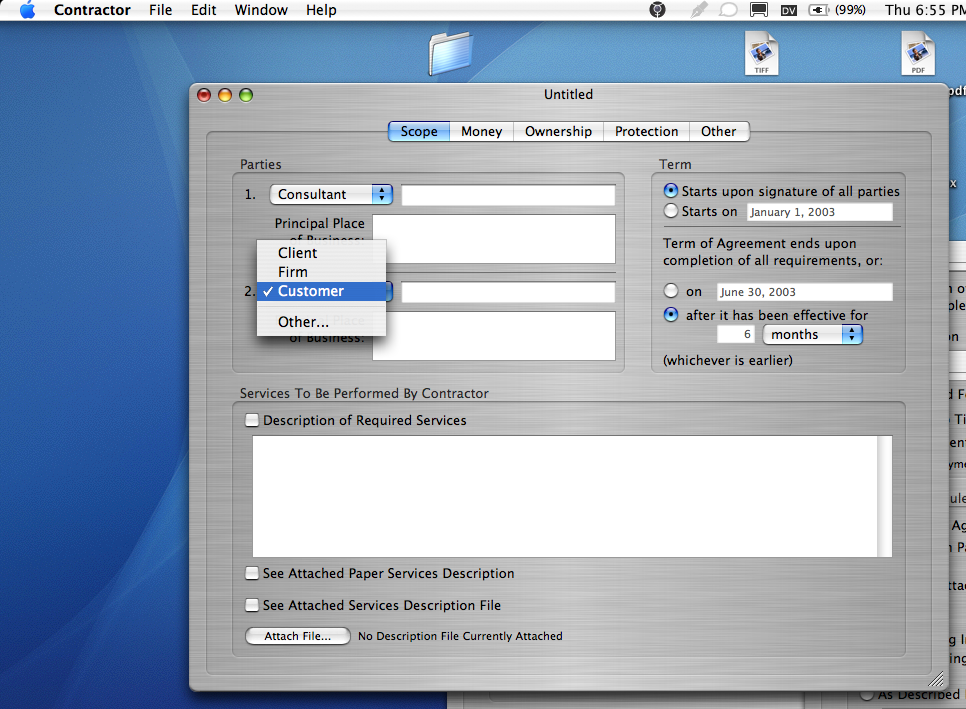 Contractor File Edit Window Help DV (99%) Thu 6:55 PM
TIFF PDF
Untitled
Scope Money Ownership Protection Other
Parties
1. Consultant
Principal Place
of Business:
Client
Firm
2. ✓ Customer
Other...
of Business:
Term
Starts upon signature of all parties
Starts on January 1, 2003
Term of Agreement ends upon
completion of all requirements, or:
on June 30, 2003
after it has been effective for
6 months
(whichever is earlier)
Services To Be Performed By Contractor
Description of Required Services
See Attached Paper Services Description
See Attached Services Description File
Attach File... No Description File Currently Attached
As Described